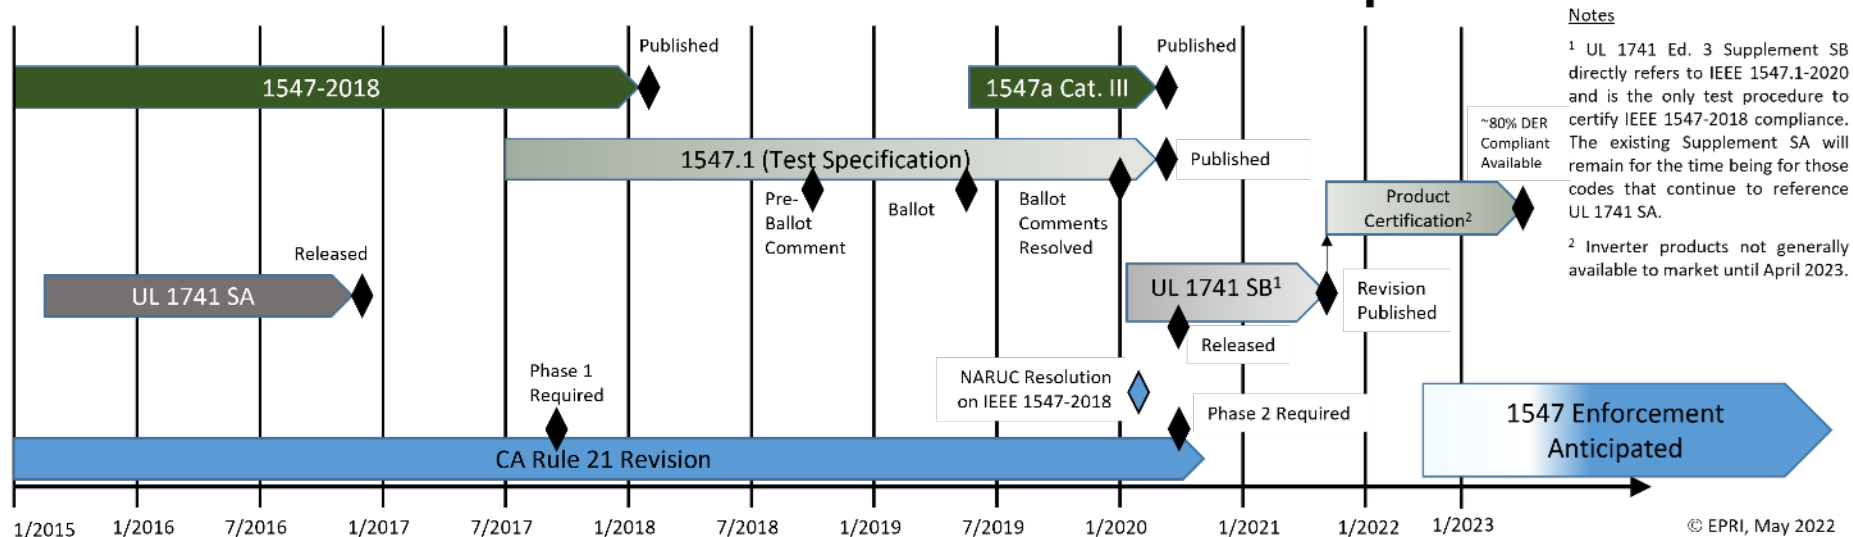 Notes
¹ UL 1741 Ed. 3 Supplement SB
directly refers to IEEE 1547.1-2020
and is the only test procedure to
certify IEEE 1547-2018 compliance.
The existing Supplement SA will
remain for the time being for those
codes that continue to reference
UL 1741 SA.
² Inverter products not generally
available to market until April 2023.
Published
1547-2018
Published
1547a Cat. III
1547.1 (Test Specification)
Published
Pre-
Ballot
Comment
Ballot
Ballot
Comments
Resolved
~80% DER
Compliant
Available
Product
Certification²
Released
UL 1741 SA
UL 1741 SB¹
Revision
Published
Released
NARUC Resolution
on IEEE 1547-2018
Phase 1
Required
Phase 2 Required
CA Rule 21 Revision
1547 Enforcement
Anticipated
1/2015
1/2016
7/2016
1/2017
7/2017
1/2018
7/2018
1/2019
7/2019
1/2020
1/2021
1/2022
1/2023
© EPRI, May 2022